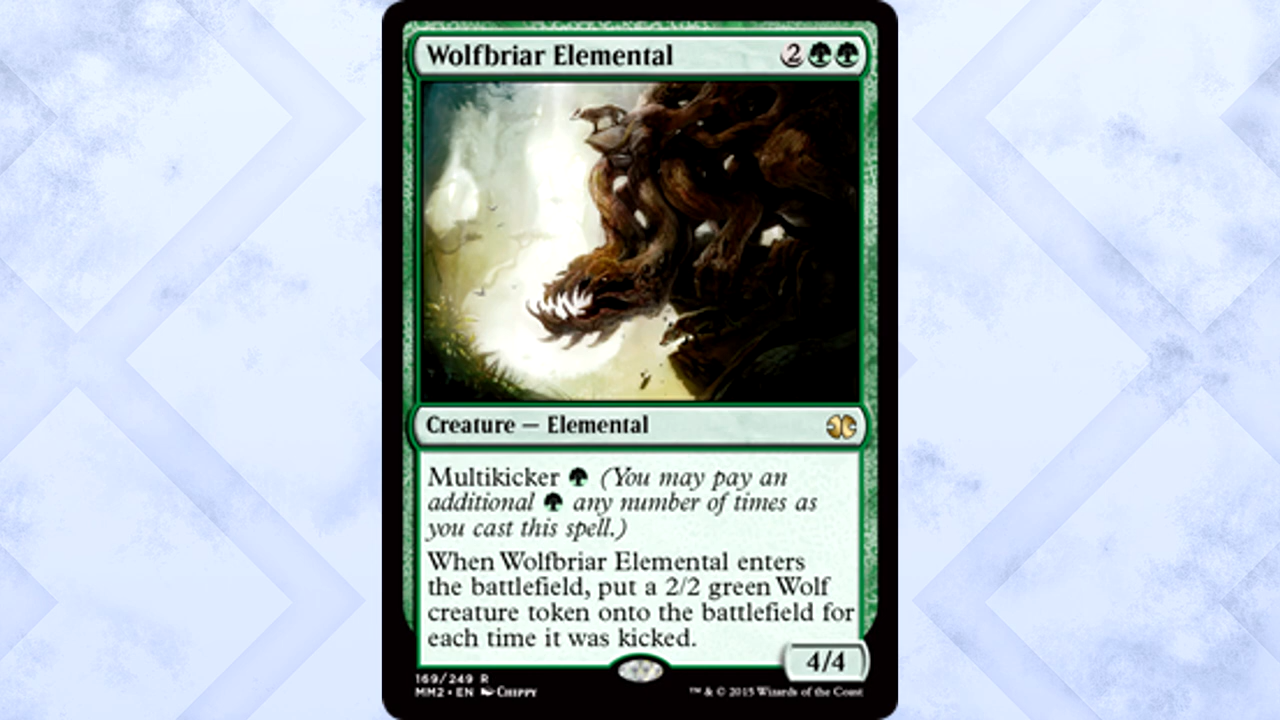 Wolfbriar Elemental 2
Creature — Elemental
Multikicker (You may pay an
additional any number of times as
you cast this spell.)
When Wolfbriar Elemental enters
the battlefield, put a 2/2 green Wolf
creature token onto the battlefield for
each time it was kicked.
4/4
169/249 R
MM2 • EN Chippy
™ & © 2015 Wizards of the Coast